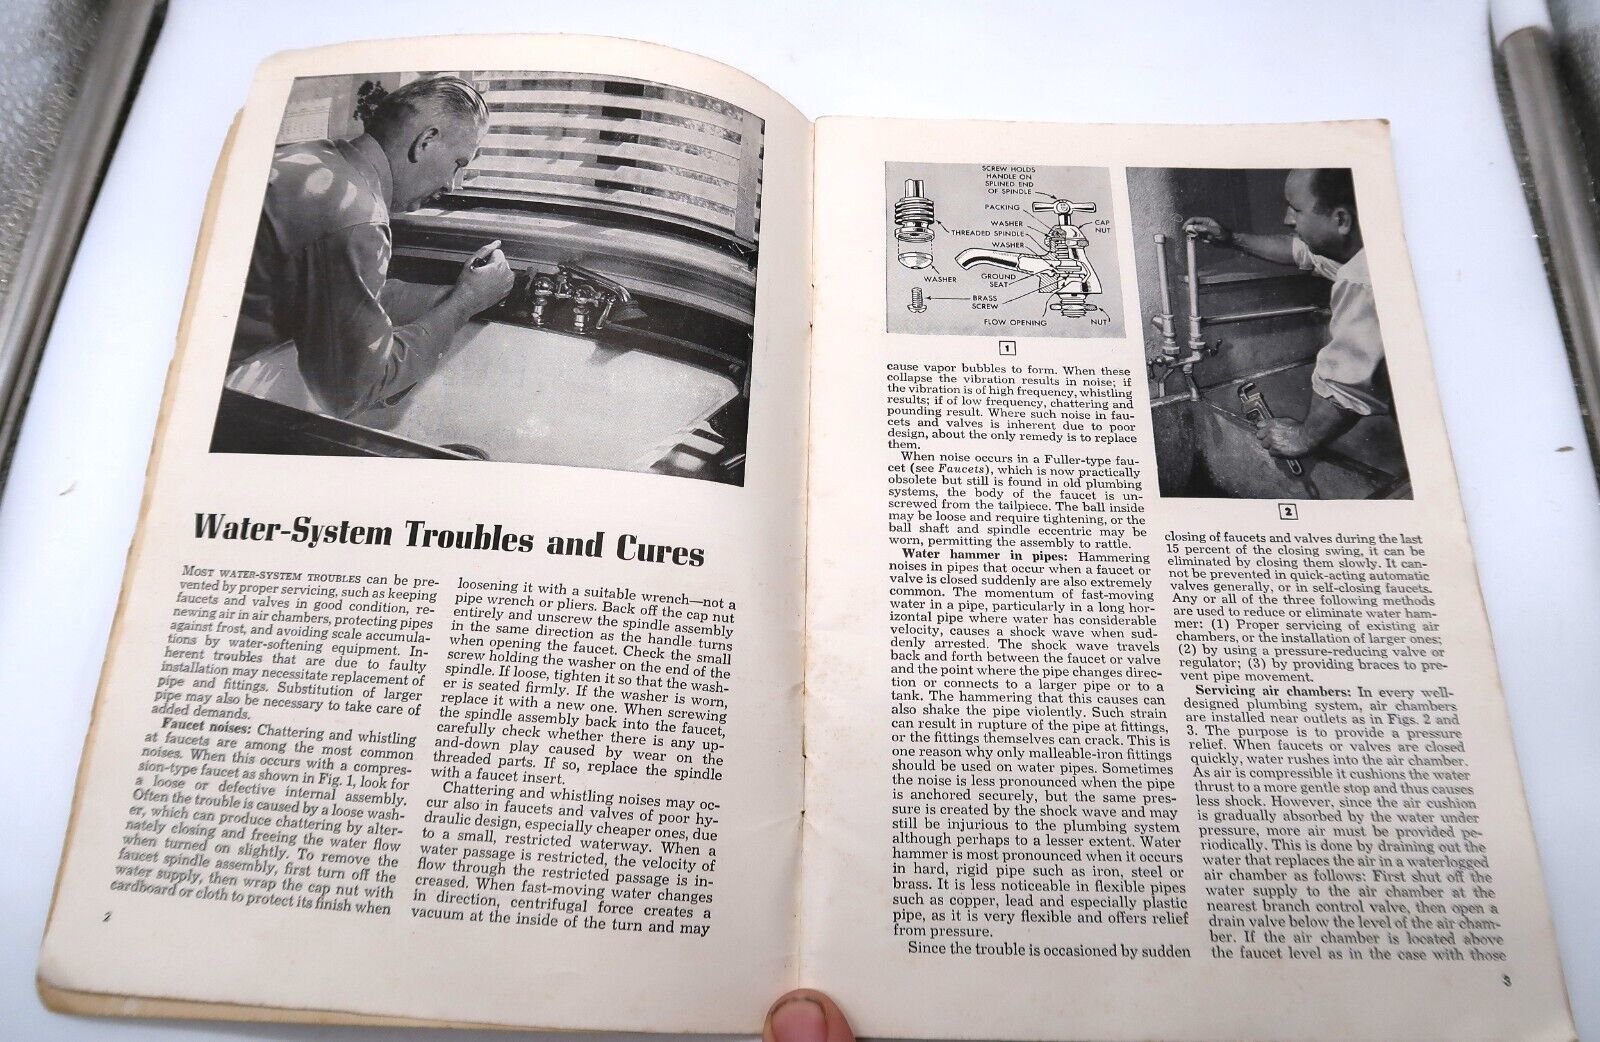 Water-System Troubles and Cures
MOST WATER-SYSTEM TROUBLES can be pre-
vented by proper servicing, such as keeping
faucets and valves in good condition, re-
newing air in air chambers, protecting pipes
against frost, and avoiding scale accumula-
tions by water-softening equipment. In-
herent troubles that are due to faulty
installation may necessitate replacement of
pipe and fittings. Substitution of larger
pipe may also be necessary to take care of
added demands.
Faucet noises: Chattering and whistling
at faucets are among the most common
noises. When this occurs with a compres-
sion-type faucet as shown in Fig. 1, look for
a loose or defective internal assembly.
Often the trouble is caused by a loose wash-
er, which can produce chattering by alter-
nately closing and freeing the water flow
when turned on slightly. To remove the
faucet spindle assembly, first turn off the
water supply, then wrap the cap nut with
cardboard or cloth to protect its finish when
2
loosening it with a suitable wrench—not a
pipe wrench or pliers. Back off the cap nut
entirely and unscrew the spindle assembly
in the same direction as the handle turns
when opening the faucet. Check the small
screw holding the washer on the end of the
spindle. If loose, tighten it so that the wash-
er is seated firmly. If the washer is worn,
replace it with a new one. When screwing
the spindle assembly back into the faucet,
carefully check whether there is any up-
and-down play caused by wear on the
threaded parts. If so, replace the spindle
with a faucet insert.
Chattering and whistling noises may oc-
cur also in faucets and valves of poor hy-
draulic design, especially cheaper ones, due
to a small, restricted waterway. When a
water passage is restricted, the velocity of
flow through the restricted passage is in-
creased. When fast-moving water changes
in direction, centrifugal force creates a
vacuum at the inside of the turn and may
SCREW HOLDS
HANDLE ON
SPLINED END
OF SPINDLE
PACKING
WASHER
CAP
NUT
THREADED SPINDLE
WASHER
WASHER
GROUND
SEAT
BRASS
SCREW
FLOW OPENING
NUT
1
cause vapor bubbles to form. When these
collapse the vibration results in noise; if
the vibration is of high frequency, whistling
results; if of low frequency, chattering and
pounding result. Where such noise in fau-
cets and valves is inherent due to poor
design, about the only remedy is to replace
them.
When noise occurs in a Fuller-type fau-
cet (see Faucets), which is now practically
obsolete but still is found in old plumbing
systems, the body of the faucet is un-
screwed from the tailpiece. The ball inside
may be loose and require tightening, or the
ball shaft and spindle eccentric may be
worn, permitting the assembly to rattle.
Water hammer in pipes: Hammering
noises in pipes that occur when a faucet or
valve is closed suddenly are also extremely
common. The momentum of fast-moving
water in a pipe, particularly in a long hor-
izontal pipe where water has considerable
velocity, causes a shock wave when sud-
denly arrested. The shock wave travels
back and forth between the faucet or valve
and the point where the pipe changes direc-
tion or connects to a larger pipe or to a
tank. The hammering that this causes can
also shake the pipe violently. Such strain
can result in rupture of the pipe at fittings,
or the fittings themselves can crack. This is
one reason why only malleable-iron fittings
should be used on water pipes. Sometimes
the noise is less pronounced when the pipe
is anchored securely, but the same pres-
sure is created by the shock wave and may
still be injurious to the plumbing system
although perhaps to a lesser extent. Water
hammer is most pronounced when it occurs
in hard, rigid pipe such as iron, steel or
brass. It is less noticeable in flexible pipes
such as copper, lead and especially plastic
pipe, as it is very flexible and offers relief
from pressure.
Since the trouble is occasioned by sudden
2
closing of faucets and valves during the last
15 percent of the closing swing, it can be
eliminated by closing them slowly. It can-
not be prevented in quick-acting automatic
valves generally, or in self-closing faucets.
Any or all of the three following methods
are used to reduce or eliminate water ham-
mer: (1) Proper servicing of existing air
chambers, or the installation of larger ones;
(2) by using a pressure-reducing valve or
regulator; (3) by providing braces to pre-
vent pipe movement.
Servicing air chambers: In every well-
designed plumbing system, air chambers
are installed near outlets as in Figs. 2 and
3. The purpose is to provide a pressure
relief. When faucets or valves are closed
quickly, water rushes into the air chamber.
As air is compressible it cushions the water
thrust to a more gentle stop and thus causes
less shock. However, since the air cushion
is gradually absorbed by the water under
pressure, more air must be provided pe-
riodically. This is done by draining out the
water that replaces the air in a waterlogged
air chamber as follows: First shut off the
water supply to the air chamber at the
nearest branch control valve, then open a
drain valve below the level of the air cham-
ber. If the air chamber is located above
the faucet level as in the case with those
3